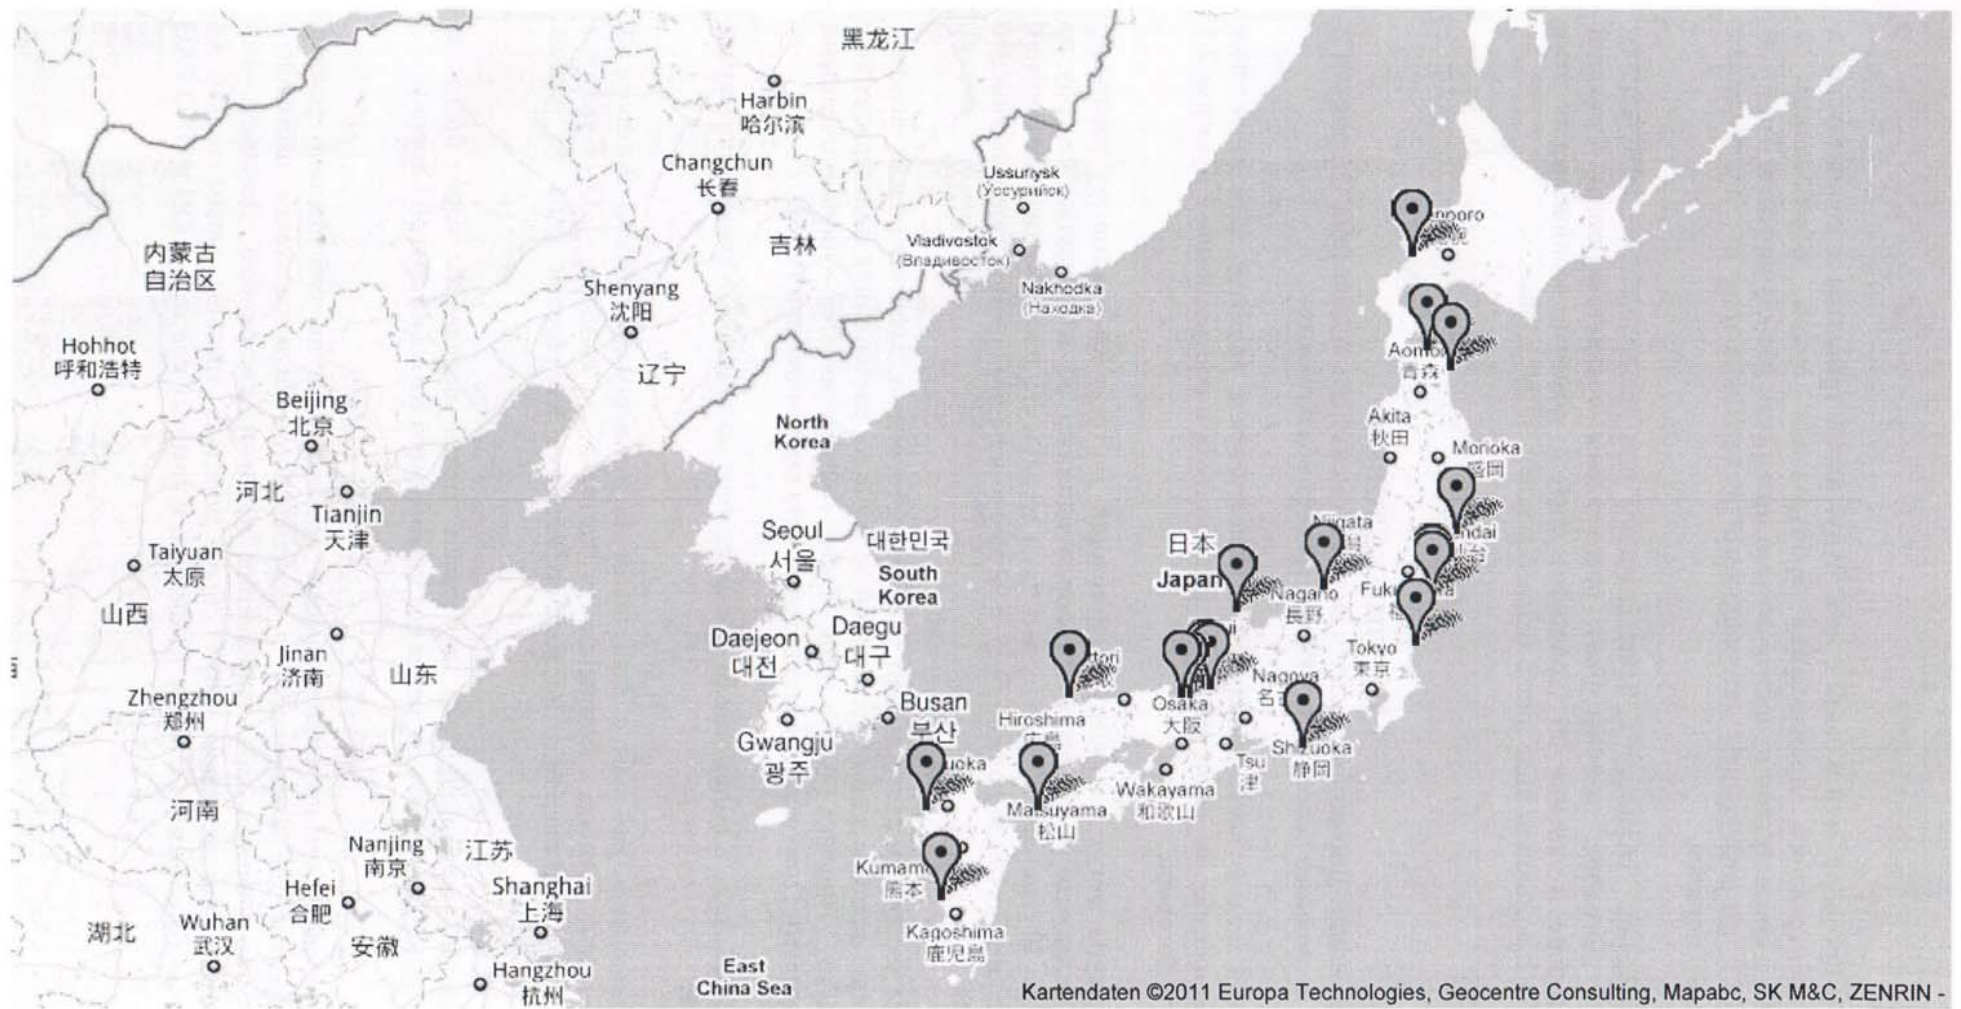 黑龙江
Harbin
哈尔滨
Changchun
长春
Ussuriysk
(Уссурийск)
吉林
Vladivostok
(Владивосток)
内蒙古
自治区
Shenyang
沈阳
Nakhodka
(Находка)
Hohhot
呼和浩特
辽宁
Aomori
青森
Beijing
北京
North
Korea
Akita
秋田
Morioka
盛岡
河北
Tianjin
天津
Seoul
서울
대한민국
日本
Japan
Niigata
Taiyuan
太原
South
Korea
Nagano
長野
山西
Daejeon
대전
Daegu
대구
Jinan
济南
山东
Tokyo
東京
Zhengzhou
郑州
Busan
부산
Hiroshima
広島
Osaka
大阪
Nagoya
Gwangju
광주
Tsu
津
Shizuoka
静岡
河南
Matsuyama
松山
Wakayama
和歌山
Nanjing
南京
江苏
熊本
Hefei
合肥
Shanghai
上海
湖北
Wuhan
武汉
安徽
Kagoshima
鹿児島
East
China Sea
Hangzhou
杭州
Kartendaten ©2011 Europa Technologies, Geocentre Consulting, Mapabc, SK M&C, ZENRIN -